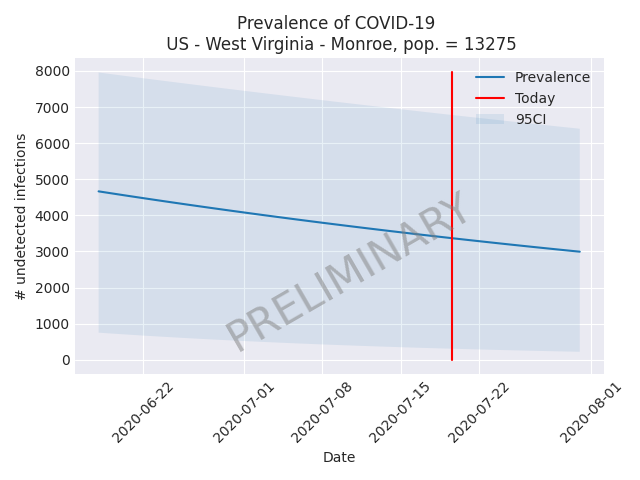 Prevalence of COVID-19
US - West Virginia - Monroe, pop. = 13275
Prevalence
Today
95CI
8000
7000
6000
5000
4000
3000
2000
1000
0
# undetected infections
PRELIMINARY
2020-06-22
2020-07-01
2020-07-08
2020-07-15
2020-07-22
2020-08-01
Date